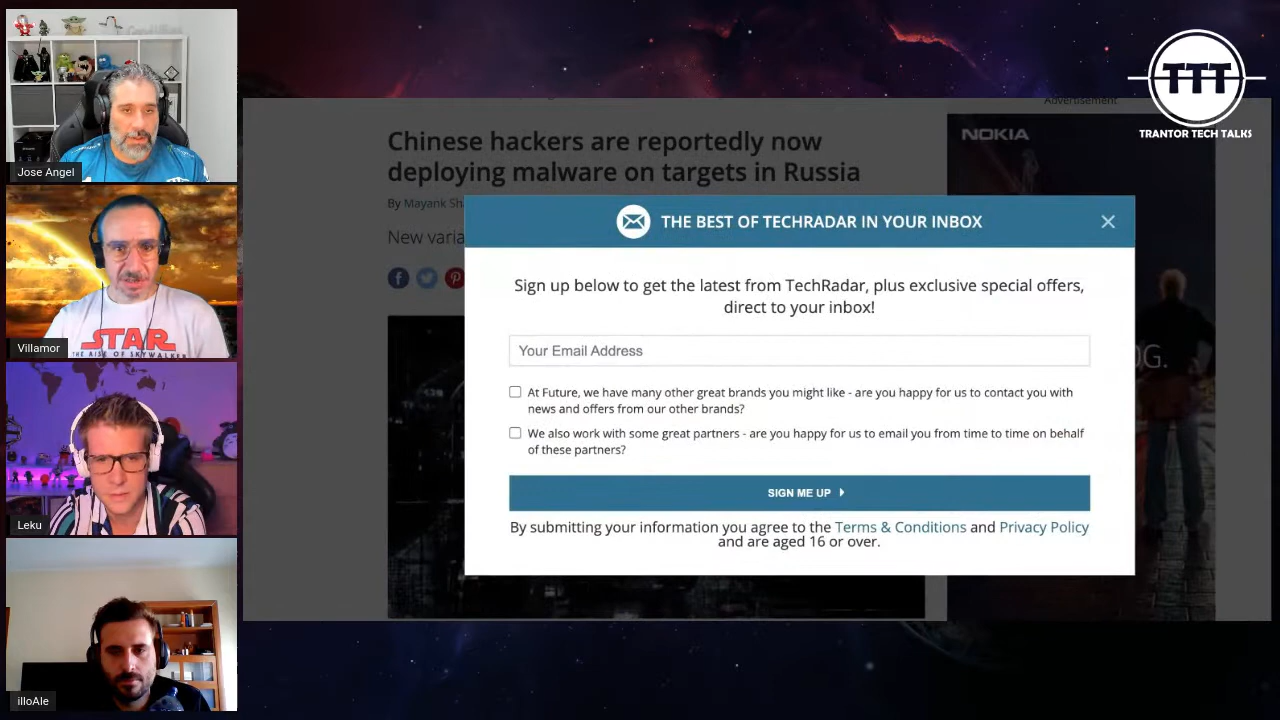 Jose Angel
STAR
THE RISE OF SKYWALKER
Villamor
Leku
illoAle
TTT
TRANTOR TECH TALKS
Advertisement
NOKIA
Chinese hackers are reportedly now
deploying malware on targets in Russia
By Mayank Sha
New varia
THE BEST OF TECHRADAR IN YOUR INBOX
Sign up below to get the latest from TechRadar, plus exclusive special offers,
direct to your inbox!
Your Email Address
At Future, we have many other great brands you might like - are you happy for us to contact you with
news and offers from our other brands?
We also work with some great partners - are you happy for us to email you from time to time on behalf
of these partners?
SIGN ME UP
By submitting your information you agree to the Terms & Conditions and Privacy Policy
and are aged 16 or over.
OG.